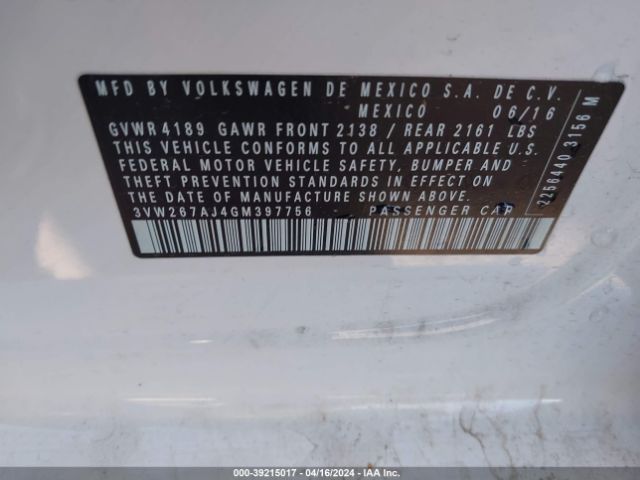 MFD BY VOLKSWAGEN DE MEXICO S.A. DE C.V.
MEXICO 06/16
GVWR 4189 GAWR FRONT 2138 / REAR 2161 LBS
THIS VEHICLE CONFORMS TO ALL APPLICABLE U.S.
FEDERAL MOTOR VEHICLE SAFETY, BUMPER AND
THEFT PREVENTION STANDARDS IN EFFECT ON
THE DATE OF MANUFACTURE SHOWN ABOVE.
3VW267AJ4GM397756 PASSENGER CAR
2256440 3156 M
000-39215017 - 04/16/2024 - IAAI.COM